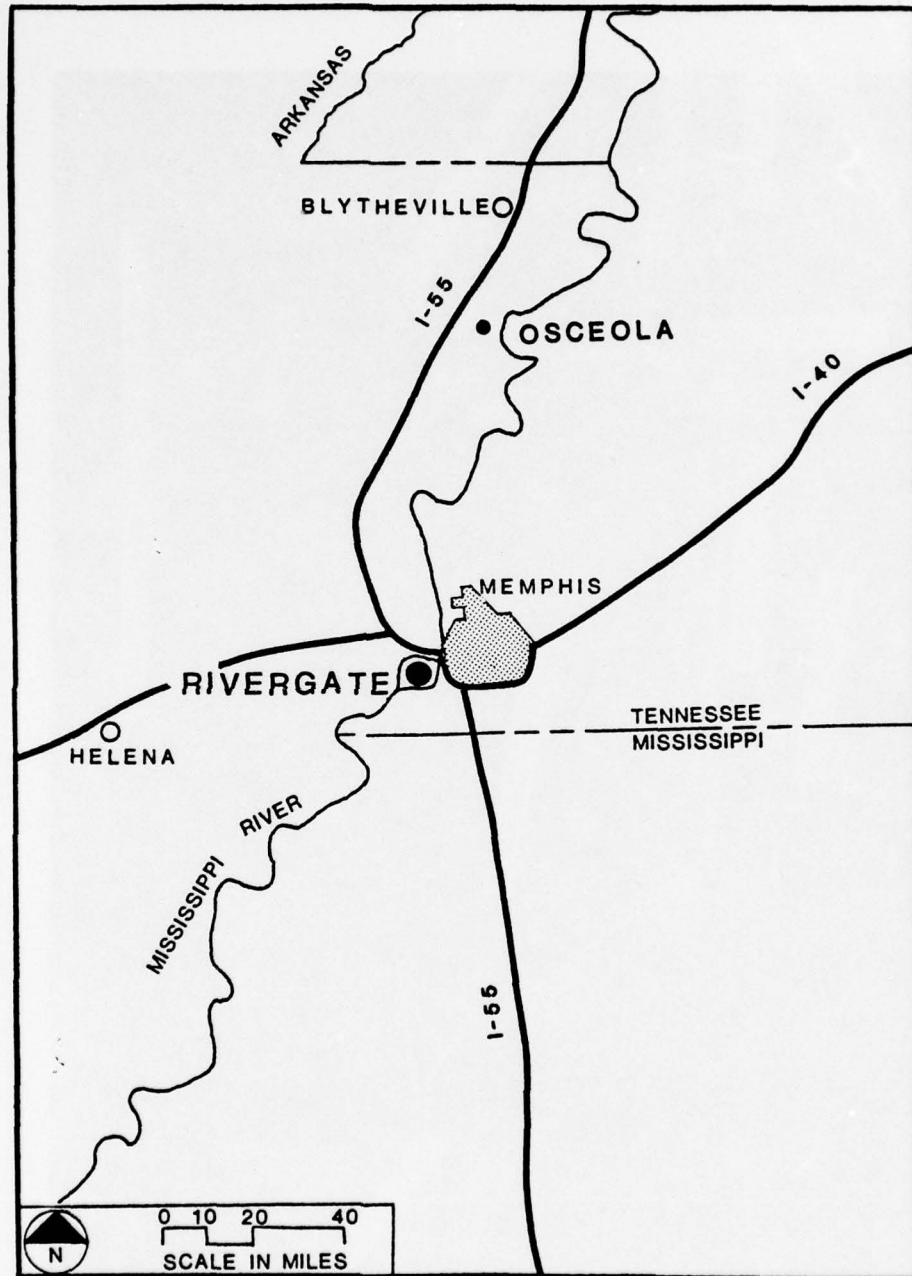 ARKANSAS
BLYTHEVILLE
I-55
OSCEOLA
I-40
MEMPHIS
RIVERGATE
TENNESSEE
MISSISSIPPI
HELENA
MISSISSIPPI RIVER
I-55
0 10 20 40
N
SCALE IN MILES